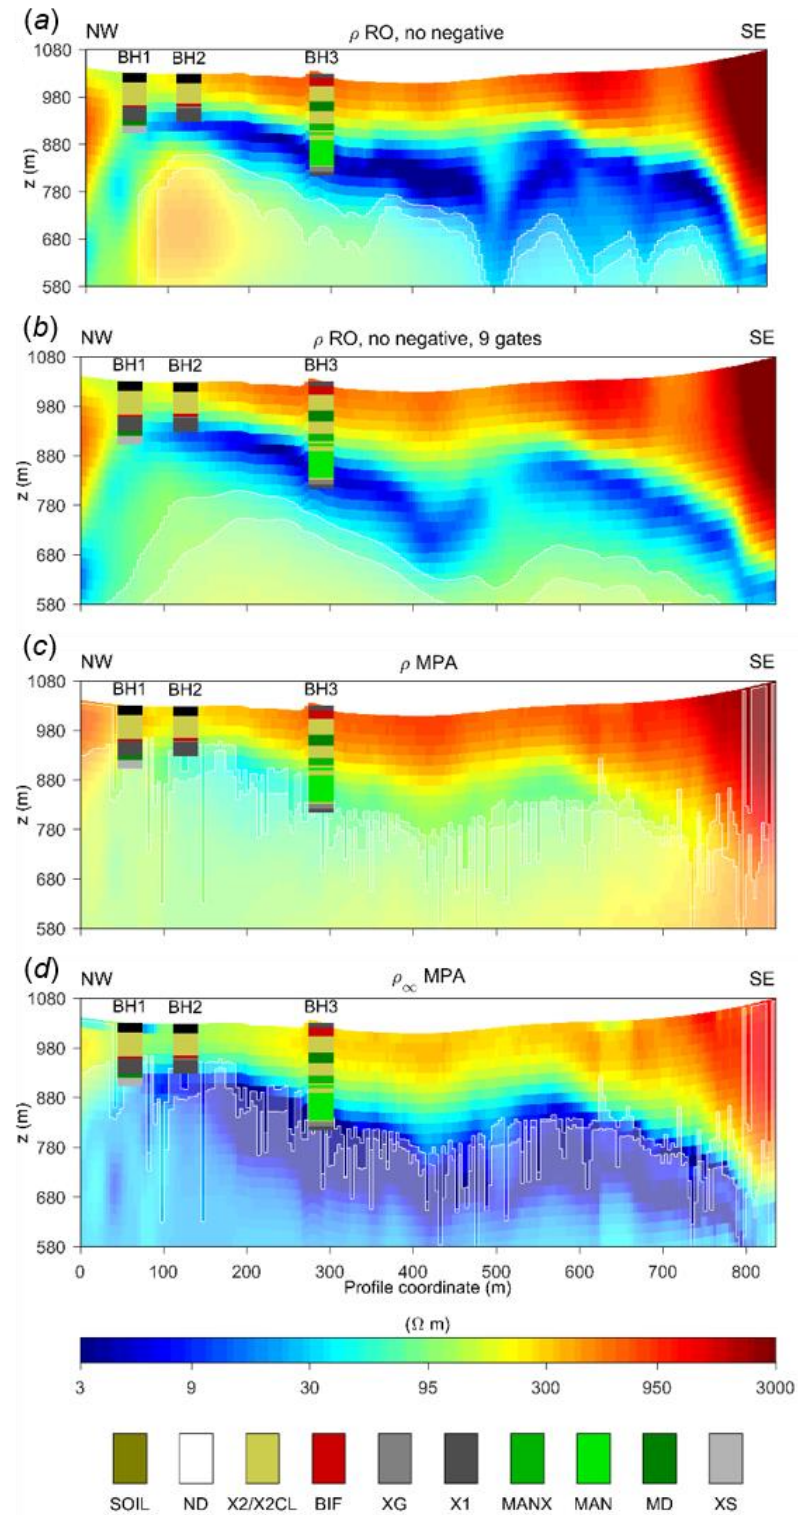 (a)
NW ρ RO, no negative SE
BH1 BH2 BH3
1080
980
880
780
680
580
z (m)
(b)
NW ρ RO, no negative, 9 gates SE
BH1 BH2 BH3
1080
980
880
780
680
580
z (m)
(c)
NW ρ MPA SE
BH1 BH2 BH3
1080
980
880
780
680
580
z (m)
(d)
NW ρ∞ MPA SE
BH1 BH2 BH3
1080
980
880
780
680
580
z (m)
0 100 200 300 400 500 600 700 800
Profile coordinate (m)
(Ω m)
3 9 30 95 300 950 3000
SOIL ND X2/X2CL BIF XG X1 MANX MAN MD XS